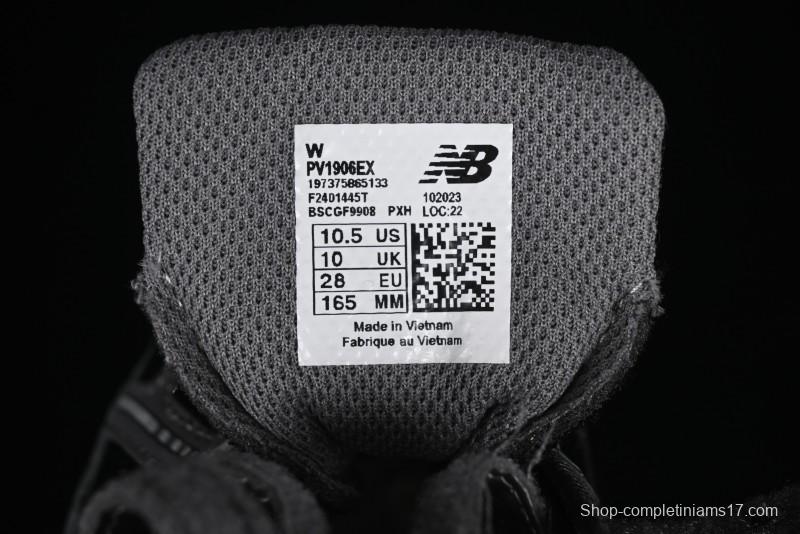 W
PV1906EX
NB
197375865133
F2401445T 102023
BSCGF9908 PXH LOC:22
10.5 US
10 UK
28 EU
165 MM
Made in Vietnam
Fabrique au Vietnam
Shop-completiniams17.com